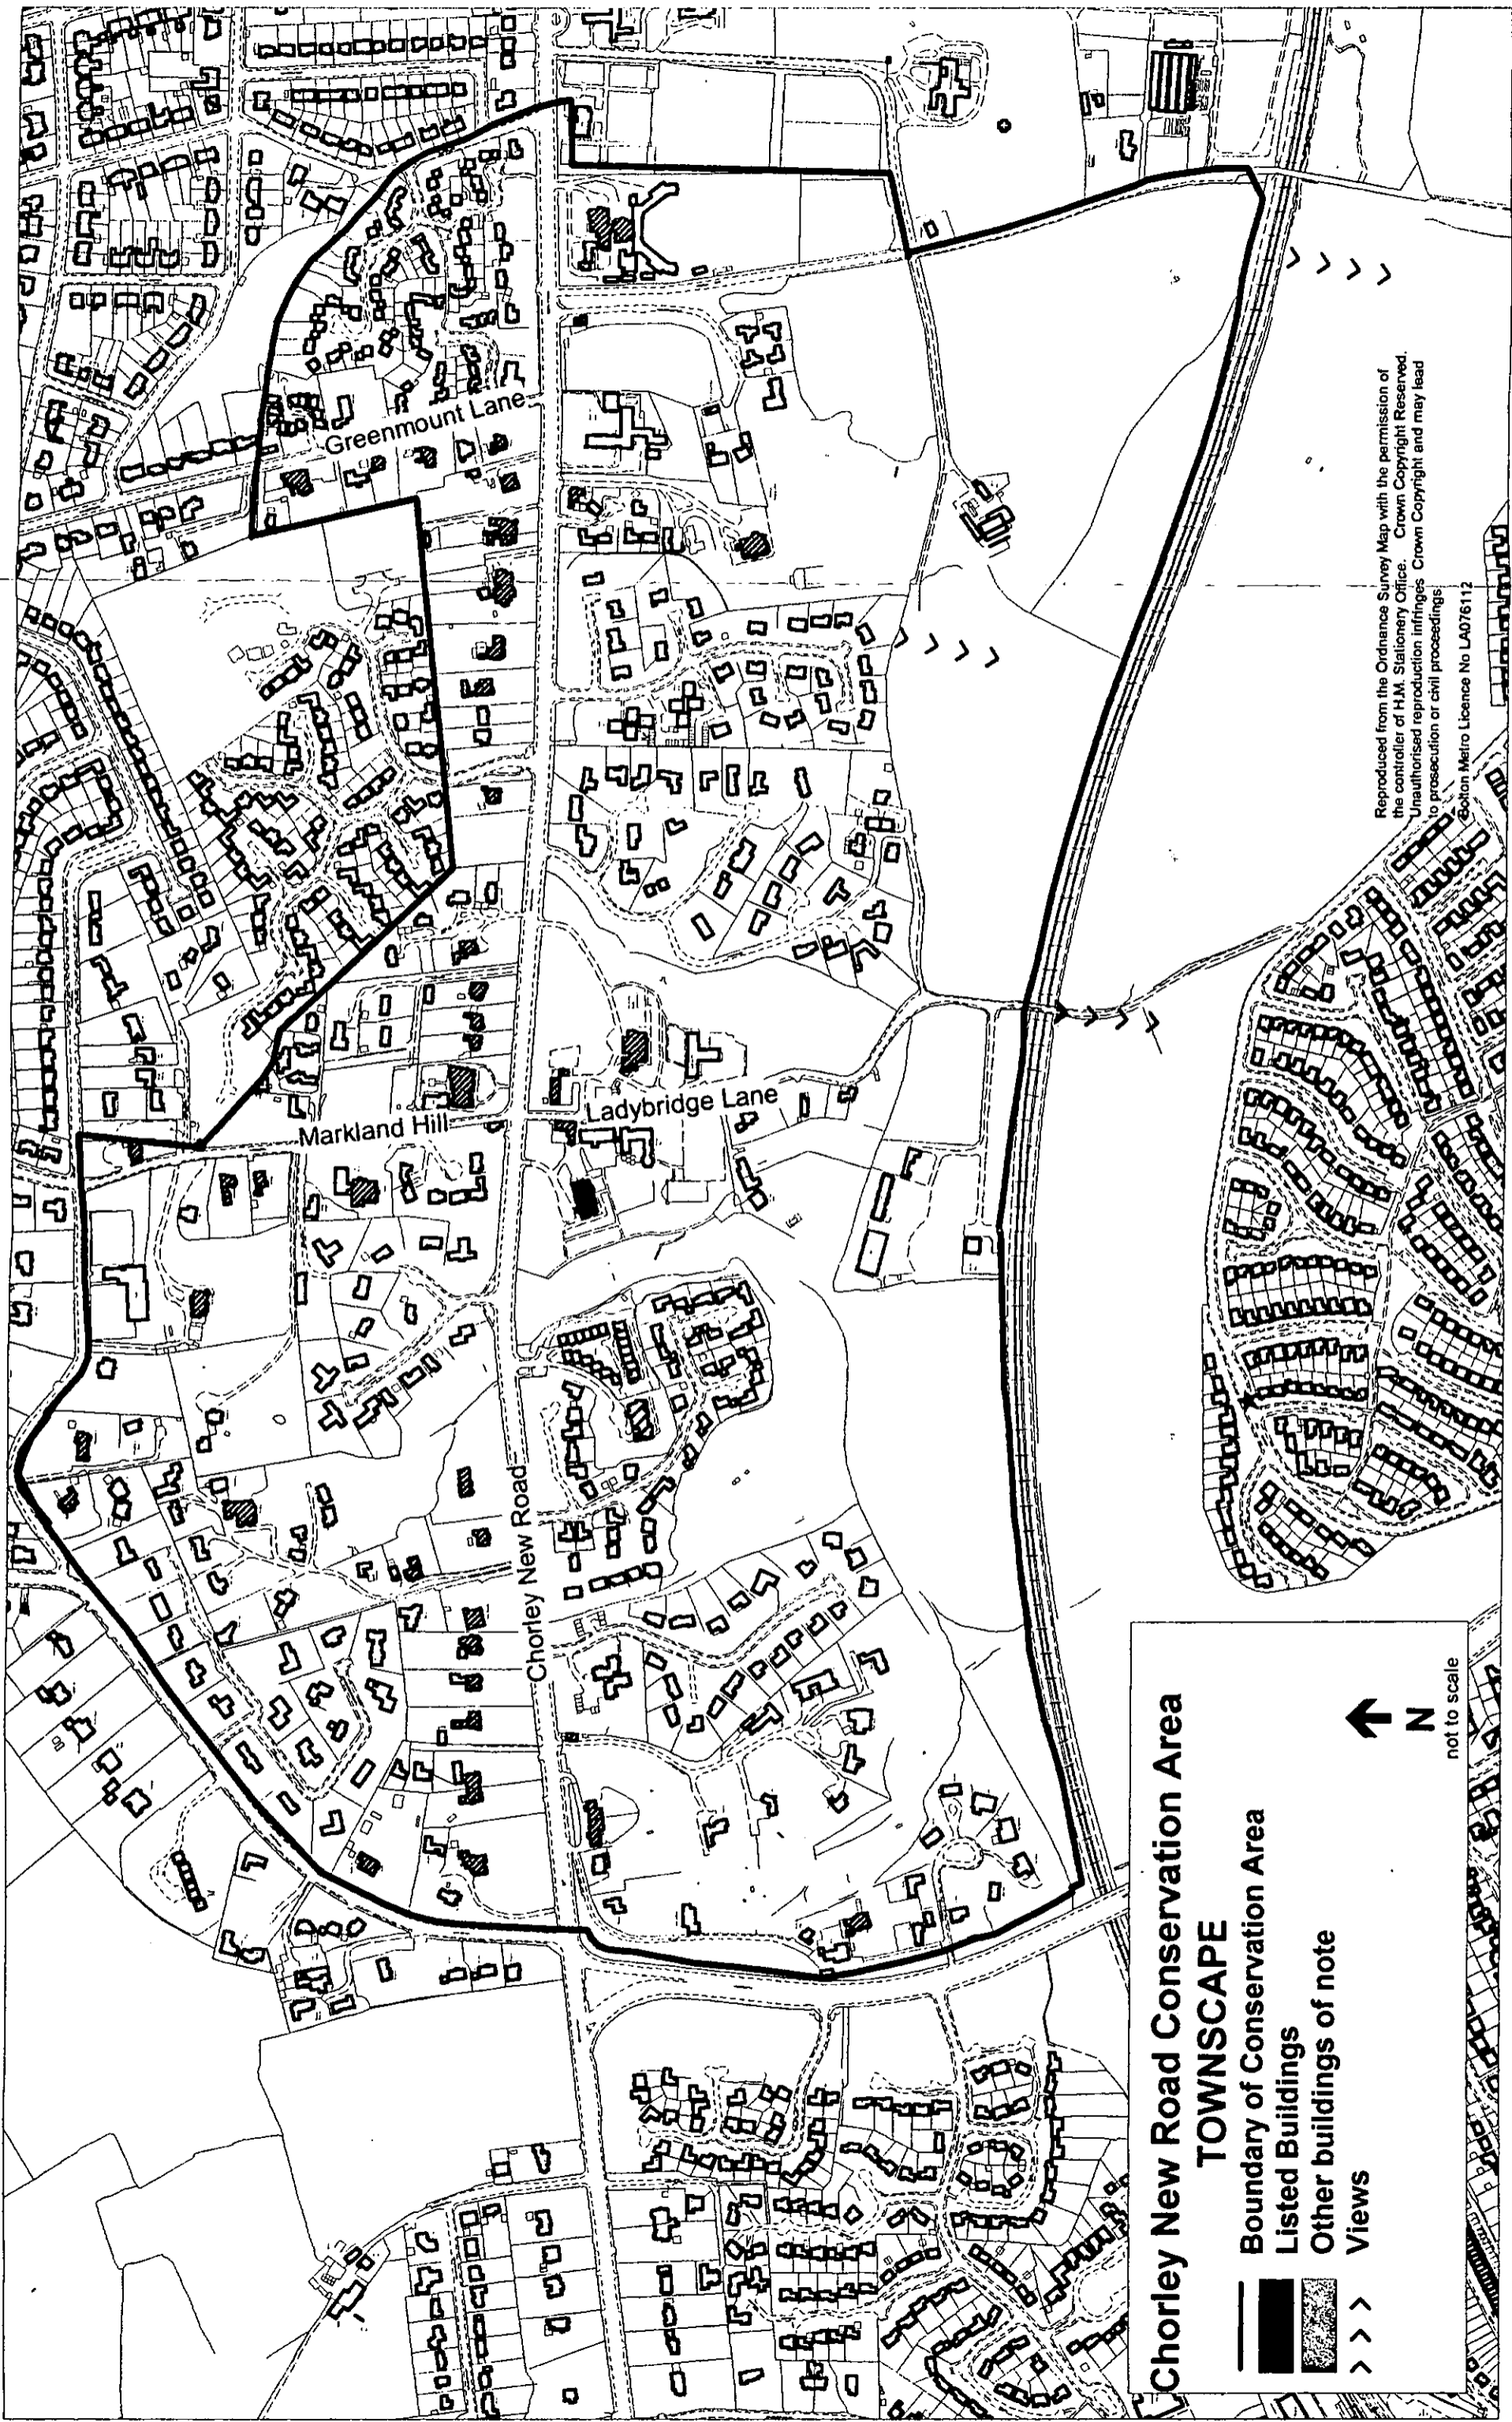 Greenmount Lane
Markland Hill
Ladybridge Lane
Chorley New Road
Reproduced from the Ordnance Survey Map with the permission of
the controller of H.M. Stationery Office. Crown Copyright Reserved.
Unauthorised reproduction infringes Crown Copyright and may lead
to prosecution or civil proceedings
Bolton Metro Licence No LA076112
Chorley New Road Conservation Area
TOWNSCAPE
Boundary of Conservation Area
Listed Buildings
Other buildings of note
Views
N
not to scale